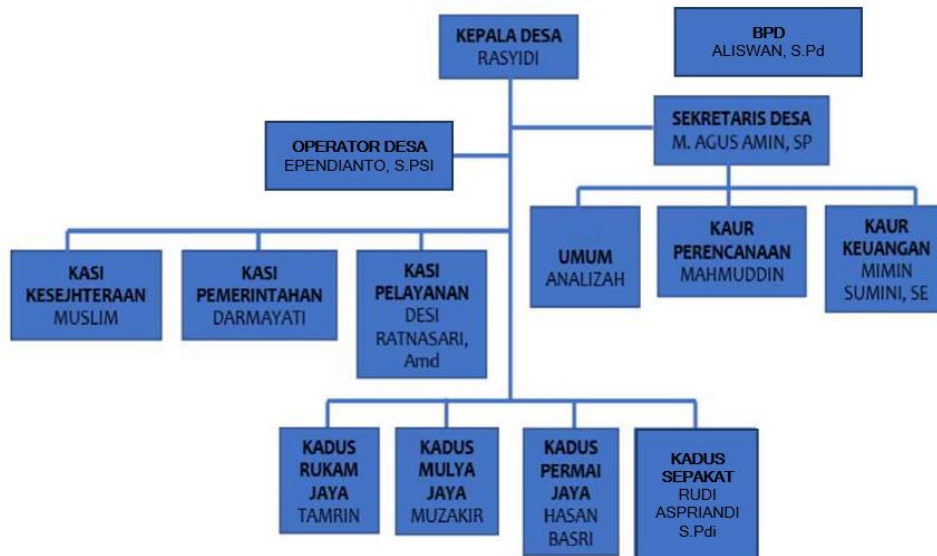 KEPALA DESA
RASYIDI
BPD
ALISWAN, S.Pd
SEKRETARIS DESA
M. AGUS AMIN, SP
OPERATOR DESA
EPENDIANTO, S.PSI
UMUM
ANALIZAH
KAUR
PERENCANAAN
MAHMUDDIN
KAUR
KEUANGAN
MIMIN
SUMINI, SE
KASI
KESEJHTERAAN
MUSLIM
KASI
PEMERINTAHAN
DARMAYATI
KASI
PELAYANAN
DESI
RATNASARI,
Amd
KADUS
RUKAM
JAYA
TAMRIN
KADUS
MULYA
JAYA
MUZAKIR
KADUS
PERMAI
JAYA
HASAN
BASRI
KADUS
SEPAKAT
RUDI
ASPRIANDI
S.Pdi